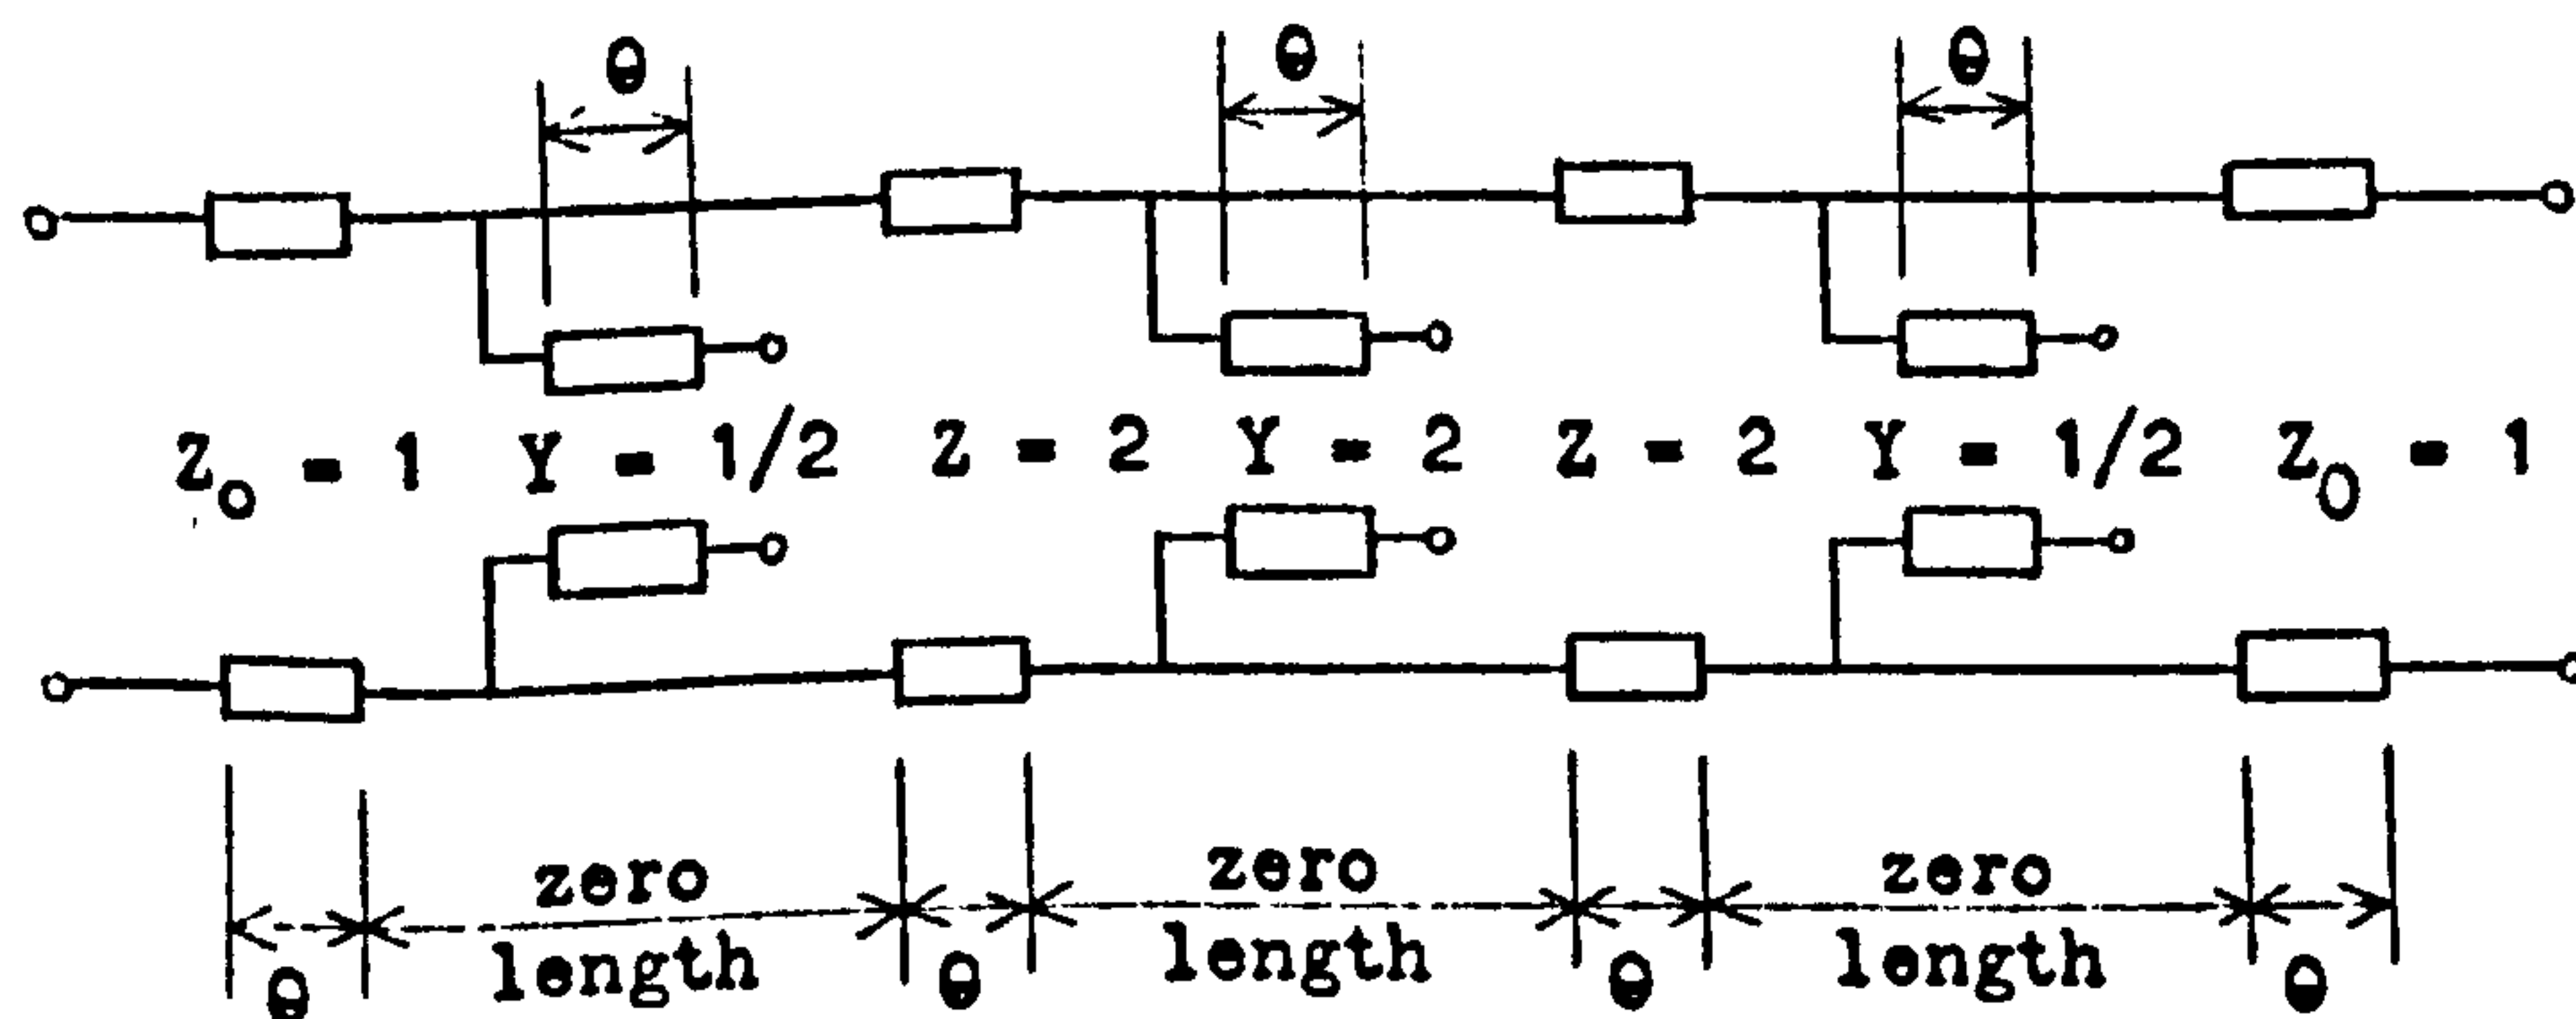 θ θ θ
Z₀ = 1 Y = 1/2 Z = 2 Y = 2 Z = 2 Y = 1/2 Z₀ = 1
zero zero zero
length length length
θ θ θ θ